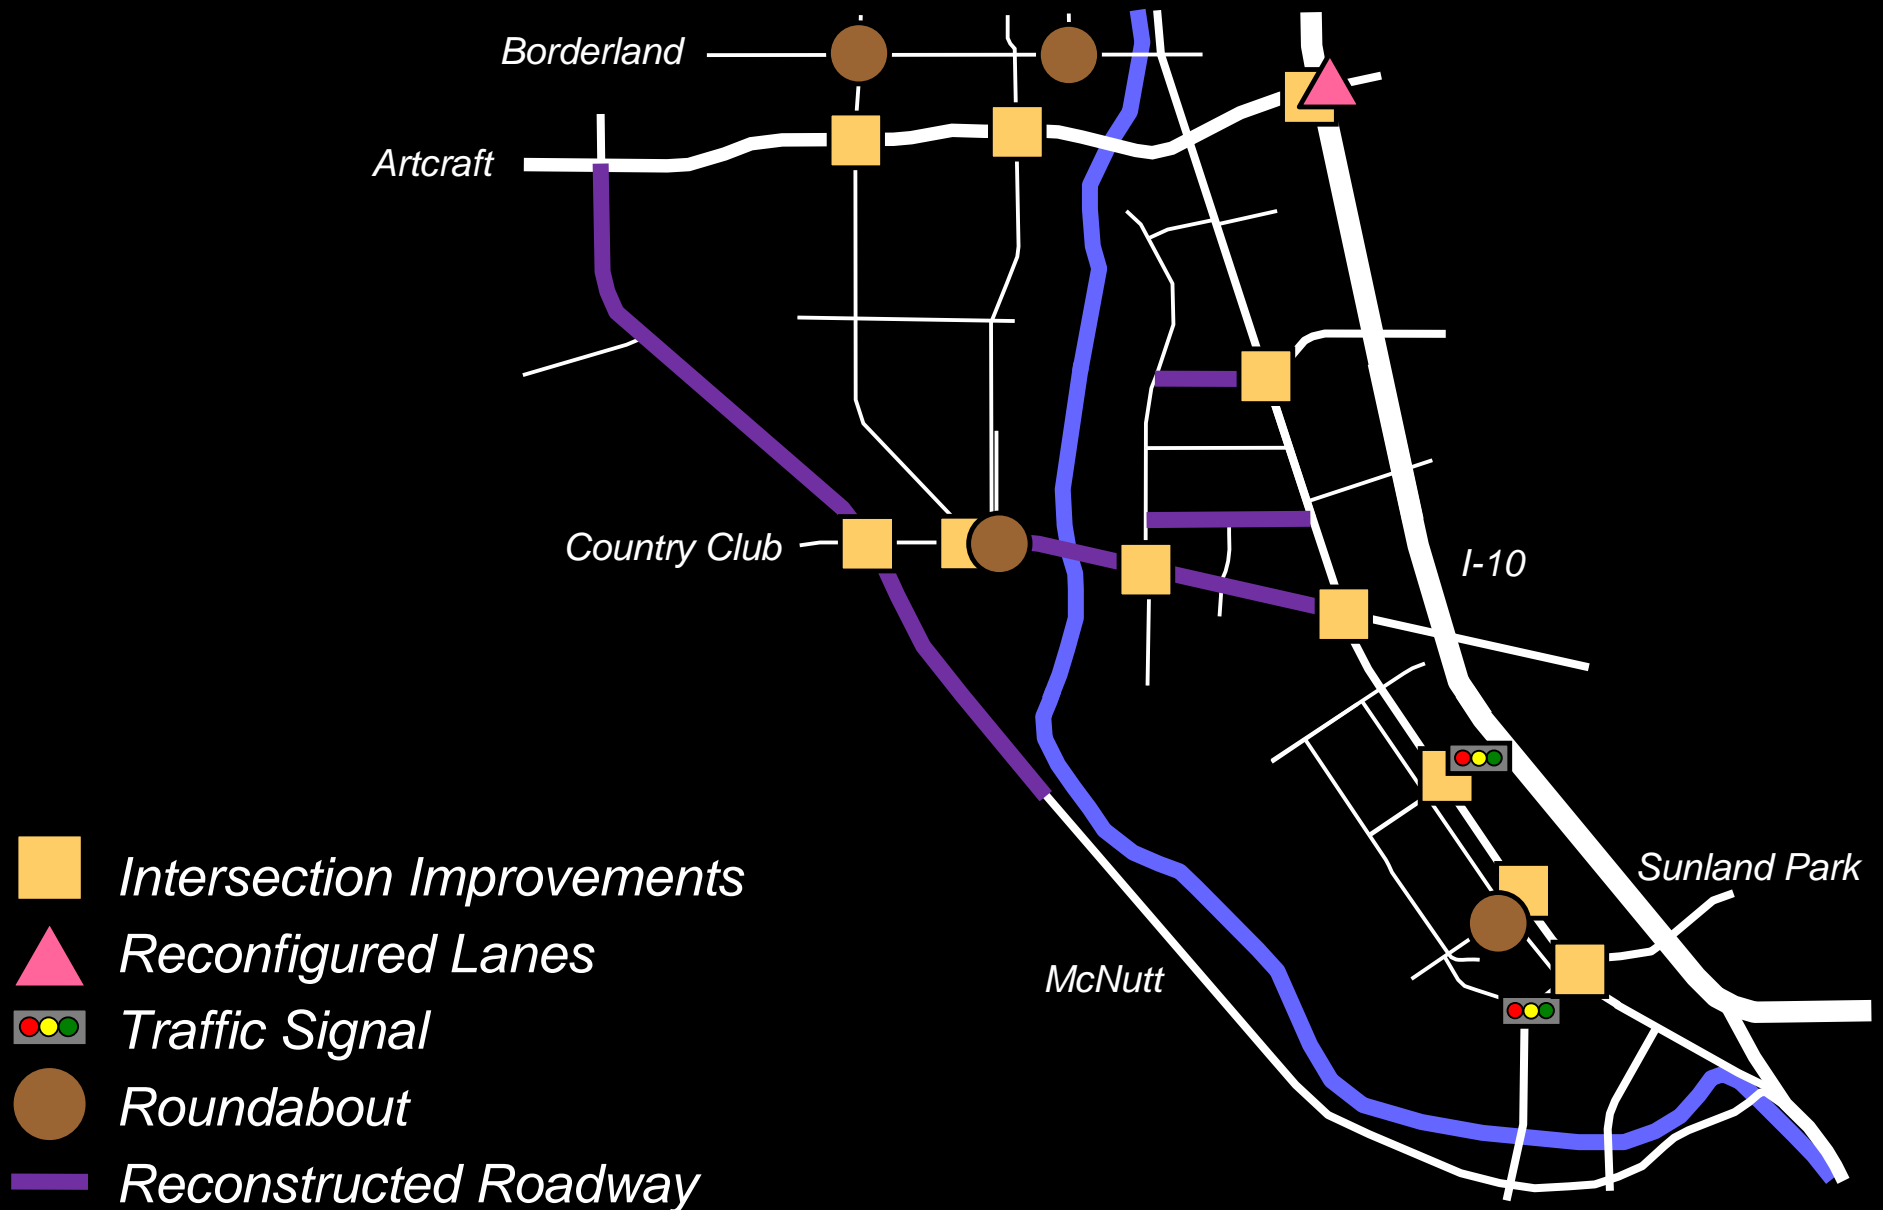 Borderland
Artcraft
Country Club
I-10
Sunland Park
McNutt
Intersection Improvements
Reconfigured Lanes
Traffic Signal
Roundabout
Reconstructed Roadway